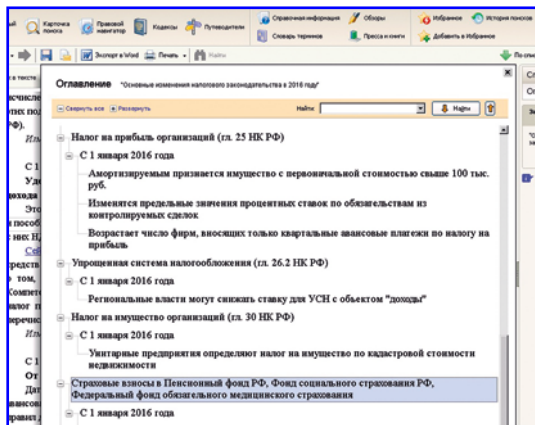 Карточка поиска
Правовой навигатор
Кодексы
Путеводители
Справочная информация
Словарь терминов
Обзоры
Пресса и книги
Избранное
Добавить в Избранное
История поисков
Экспорт в Word
Печать
Найти
По спи
в тексте
Оглавление "Основные изменения налогового законодательства в 2016 году"
Свернуть все Развернуть Найти: Найти
Налог на прибыль организаций (гл. 25 НК РФ)
С 1 января 2016 года
Амортизируемым признается имущество с первоначальной стоимостью свыше 100 тыс.
руб.
Изменятся предельные значения процентных ставок по обязательствам из
контролируемых сделок
Возрастает число фирм, вносящих только квартальные авансовые платежи по налогу на
прибыль
Упрощенная система налогообложения (гл. 26.2 НК РФ)
С 1 января 2016 года
Региональные власти могут снижать ставку для УСН с объектом "доходы"
Налог на имущество организаций (гл. 30 НК РФ)
С 1 января 2016 года
Унитарные предприятия определяют налог на имущество по кадастровой стоимости
недвижимости
Страховые взносы в Пенсионный фонд РФ, Фонд социального страхования РФ,
Федеральный фонд обязательного медицинского страхования
С 1 января 2016 года